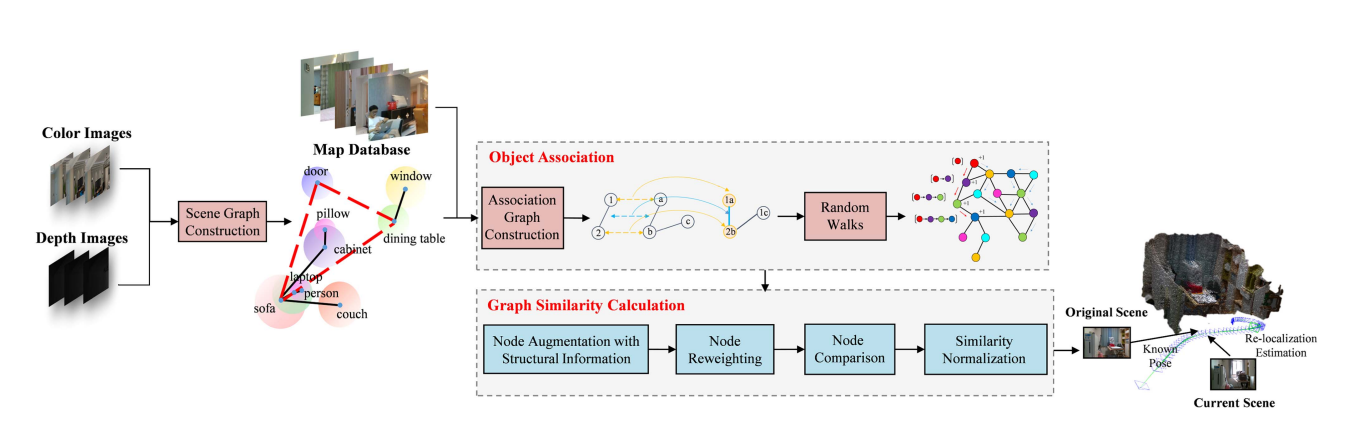 Color Images
Depth Images
Scene Graph
Construction
Map Database
door
window
pillow
cabinet
dining table
laptop
person
sofa
couch
Object Association
Association
Graph
Construction
1
2
a
b
c
1a
2b
1c
Random
Walks
+1
+1
Graph Similarity Calculation
Node Augmentation with
Structural Information
Node
Reweighting
Node
Comparison
Similarity
Normalization
Original Scene
Known
Pose
Re-localization
Estimation
Current Scene